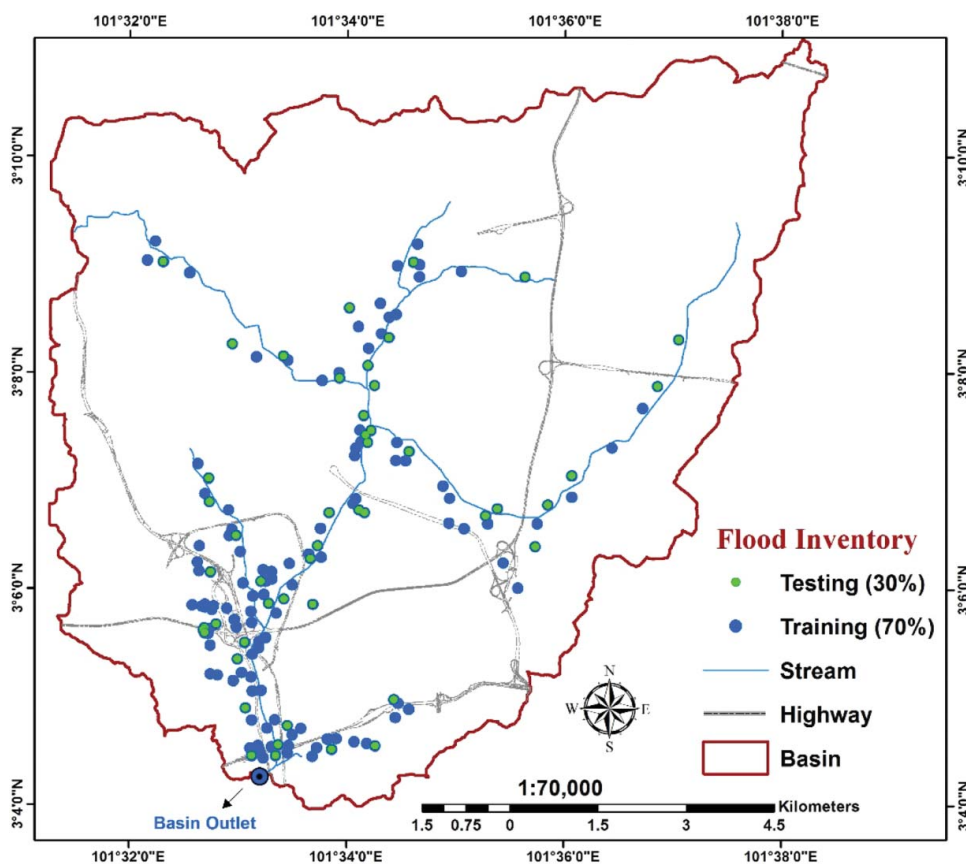 101°32'0"E 101°34'0"E 101°36'0"E 101°38'0"E
3°10'0"N 3°10'0"N
3°8'0"N 3°8'0"N
3°6'0"N 3°6'0"N
3°4'0"N 3°4'0"N
Flood Inventory
Testing (30%)
Training (70%)
Stream
Highway
Basin
N
W E
S
1:70,000
Kilometers
1.5 0.75 0 1.5 3 4.5
Basin Outlet
101°32'0"E 101°34'0"E 101°36'0"E 101°38'0"E